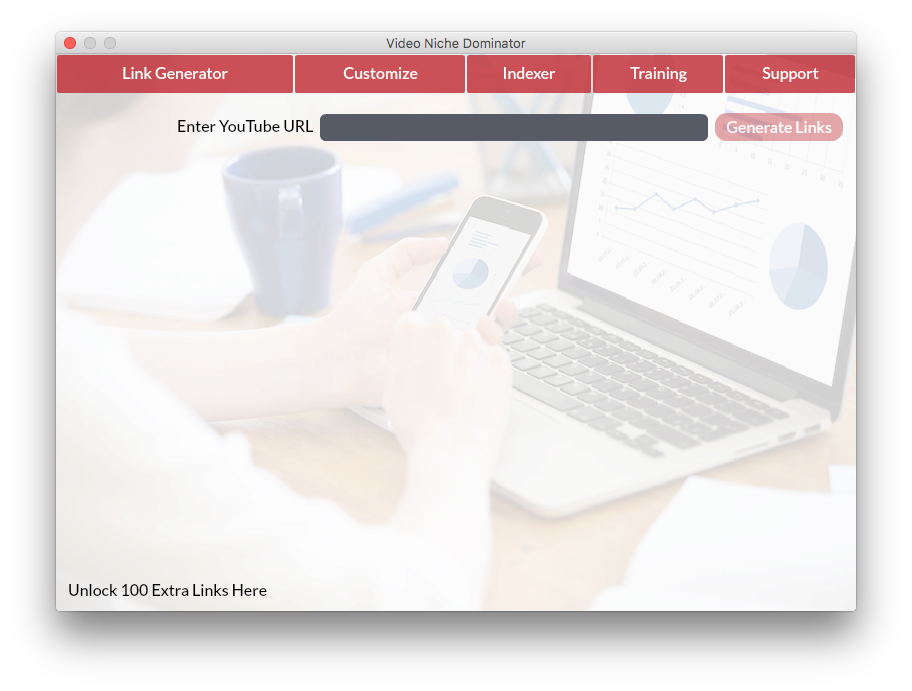 Video Niche Dominator
Link Generator
Customize
Indexer
Training
Support
Enter YouTube URL
Generate Links
Unlock 100 Extra Links Here